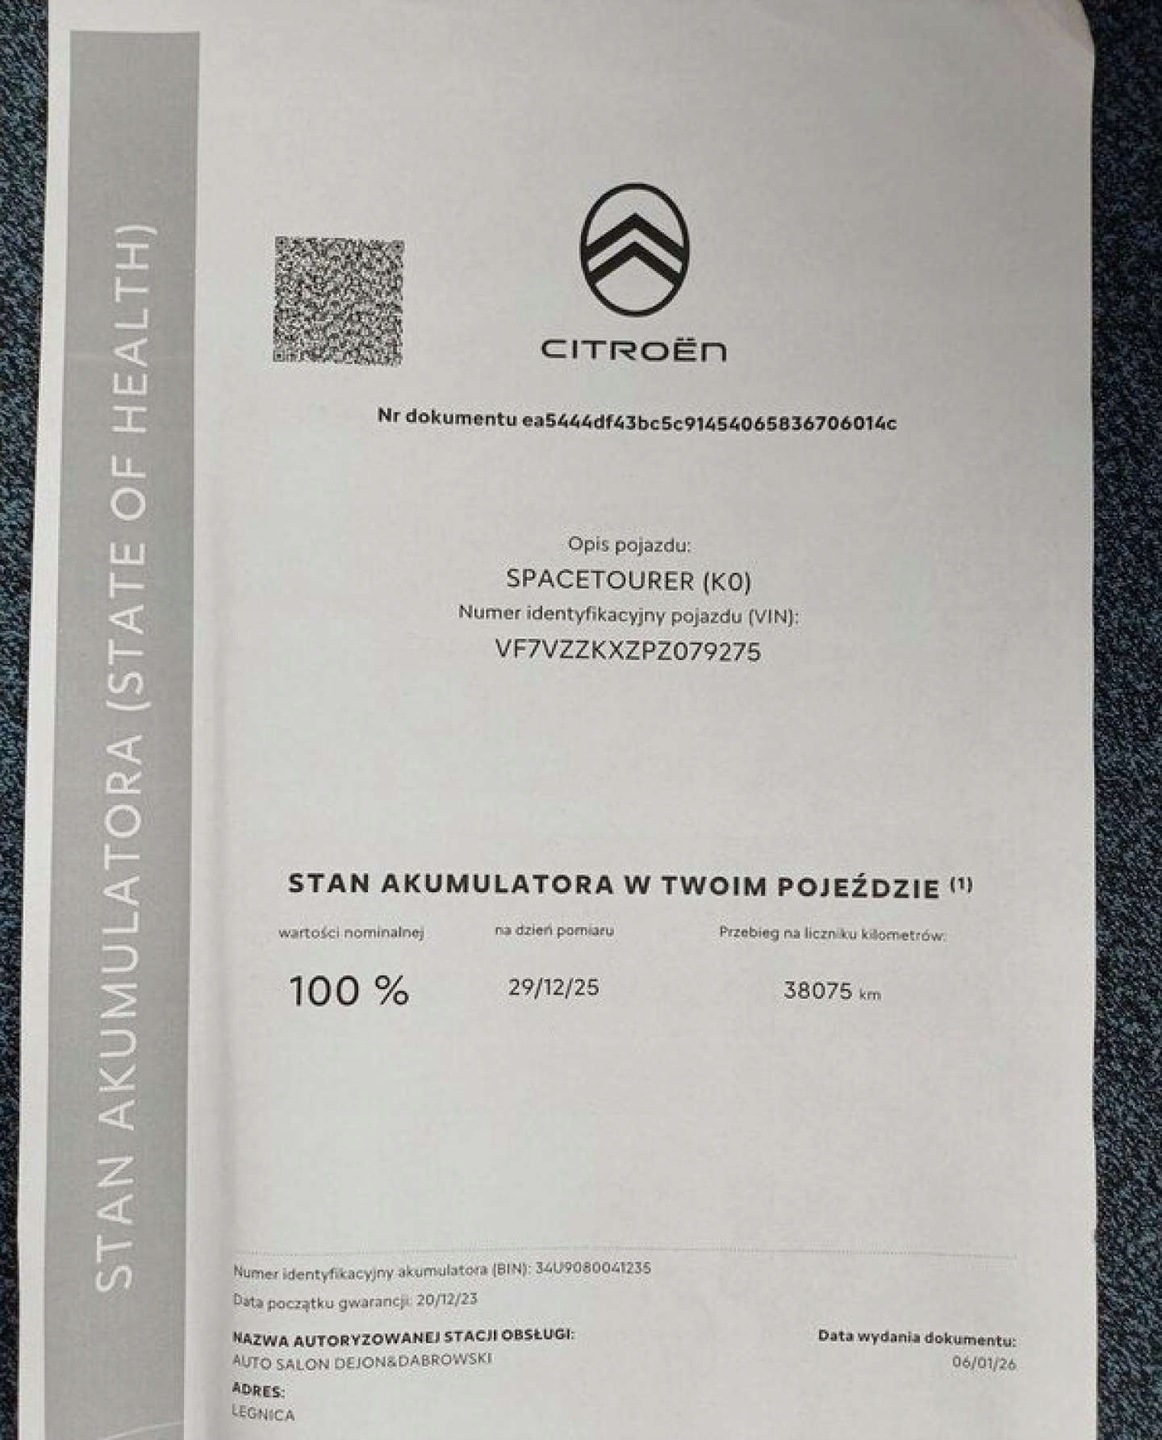 STAN AKUMULATORA (STATE OF HEALTH)
CITROËN
Nr dokumentu ea5444df43bc5c91454065836706014c
Opis pojazdu:
SPACETOURER (K0)
Numer identyfikacyjny pojazdu (VIN):
VF7VZZKXZPZ079275
STAN AKUMULATORA W TWOIM POJEŹDZIE (1)
wartości nominalnej na dzień pomiaru Przebieg na liczniku kilometrów:
100 % 29/12/25 38075 km
Numer identyfikacyjny akumulatora (BIN): 34U9080041235
Data początku gwarancji: 20/12/23
NAZWA AUTORYZOWANEJ STACJI OBSŁUGI: Data wydania dokumentu:
AUTO SALON DEJON&DABROWSKI 06/01/26
ADRES:
LEGNICA